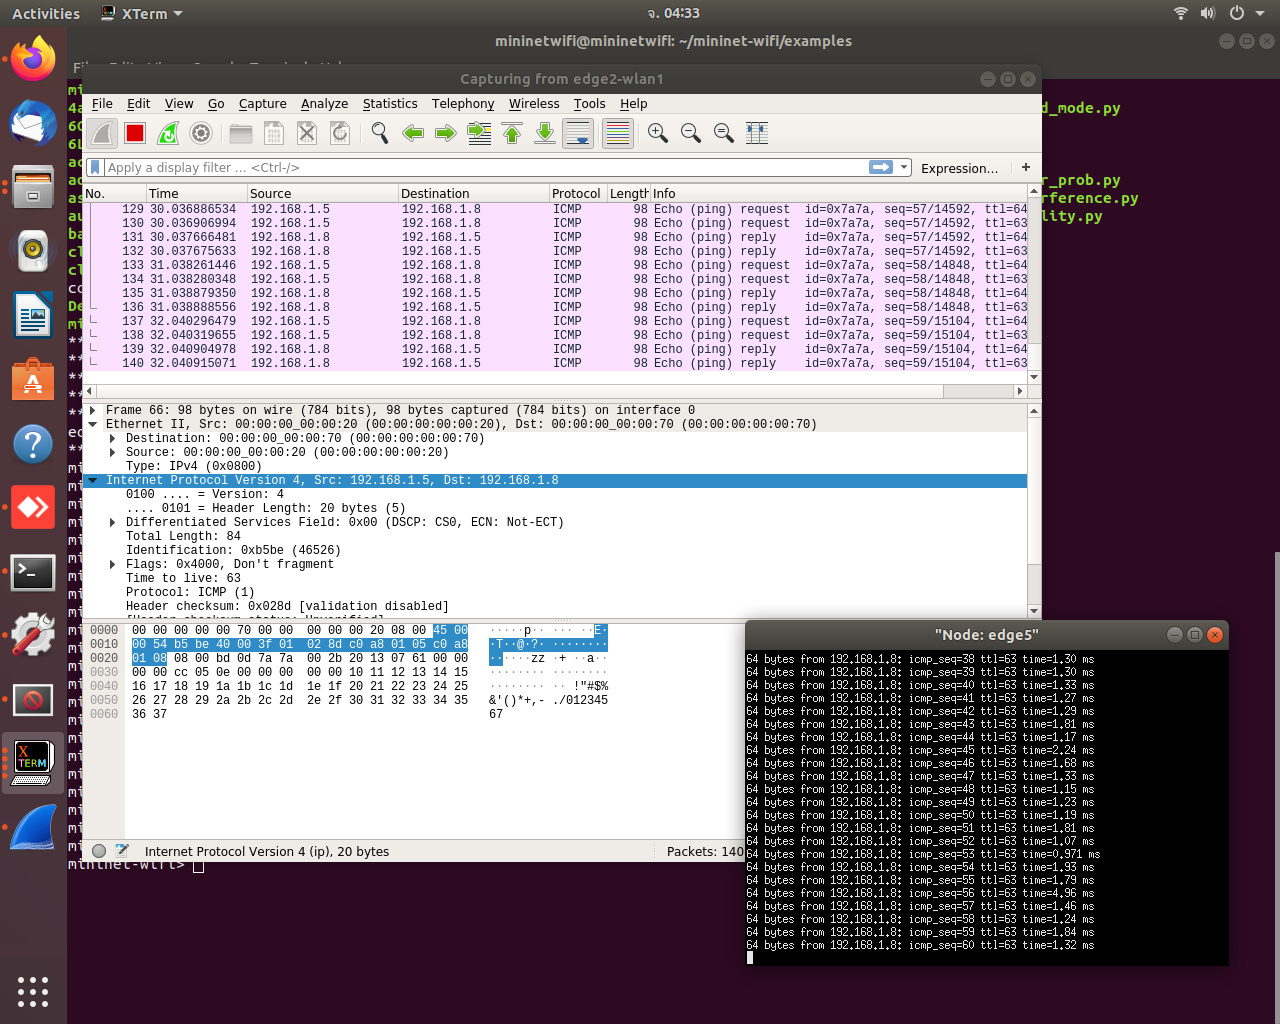 Activities
XTerm
จ. 04:33
mininetwifi@mininetwifi: ~/mininet-wifi/examples
Capturing from edge2-wlan1
File Edit View Go Capture Analyze Statistics Telephony Wireless Tools Help
d_mode.py
r_prob.py
rference.py
lity.py
Apply a display filter ... <Ctrl-/>
Expression...
+
No. Time Source Destination Protocol Length Info
129 30.036886534 192.168.1.5 192.168.1.8 ICMP 98 Echo (ping) request id=0x7a7a, seq=57/14592, ttl=64
130 30.036906994 192.168.1.5 192.168.1.8 ICMP 98 Echo (ping) request id=0x7a7a, seq=57/14592, ttl=63
131 30.037666481 192.168.1.8 192.168.1.5 ICMP 98 Echo (ping) reply id=0x7a7a, seq=57/14592, ttl=64
132 30.037675633 192.168.1.8 192.168.1.5 ICMP 98 Echo (ping) reply id=0x7a7a, seq=57/14592, ttl=63
133 31.038261446 192.168.1.5 192.168.1.8 ICMP 98 Echo (ping) request id=0x7a7a, seq=58/14848, ttl=64
134 31.038280348 192.168.1.5 192.168.1.8 ICMP 98 Echo (ping) request id=0x7a7a, seq=58/14848, ttl=63
135 31.038879350 192.168.1.8 192.168.1.5 ICMP 98 Echo (ping) reply id=0x7a7a, seq=58/14848, ttl=64
136 31.038888556 192.168.1.8 192.168.1.5 ICMP 98 Echo (ping) reply id=0x7a7a, seq=58/14848, ttl=63
137 32.040296479 192.168.1.5 192.168.1.8 ICMP 98 Echo (ping) request id=0x7a7a, seq=59/15104, ttl=64
138 32.040319655 192.168.1.5 192.168.1.8 ICMP 98 Echo (ping) request id=0x7a7a, seq=59/15104, ttl=63
139 32.040904978 192.168.1.8 192.168.1.5 ICMP 98 Echo (ping) reply id=0x7a7a, seq=59/15104, ttl=64
140 32.040915071 192.168.1.8 192.168.1.5 ICMP 98 Echo (ping) reply id=0x7a7a, seq=59/15104, ttl=63
Frame 66: 98 bytes on wire (784 bits), 98 bytes captured (784 bits) on interface 0
Ethernet II, Src: 00:00:00_00:00:20 (00:00:00:00:00:20), Dst: 00:00:00_00:00:70 (00:00:00:00:00:70)
Destination: 00:00:00_00:00:70 (00:00:00:00:00:70)
Source: 00:00:00_00:00:20 (00:00:00:00:00:20)
Type: IPv4 (0x0800)
Internet Protocol Version 4, Src: 192.168.1.5, Dst: 192.168.1.8
0100 .... = Version: 4
.... 0101 = Header Length: 20 bytes (5)
Differentiated Services Field: 0x00 (DSCP: CS0, ECN: Not-ECT)
Total Length: 84
Identification: 0xb5be (46526)
Flags: 0x4000, Don't fragment
Time to live: 63
Protocol: ICMP (1)
Header checksum: 0x028d [validation disabled]
0000 00 00 00 00 00 70 00 00 00 00 00 20 08 00 45 00 ·····p·· ··· ··E·
0010 00 54 b5 be 40 00 3f 01 02 8d c0 a8 01 05 c0 a8 ·T··@·?· ········
0020 01 08 08 00 bd 0d 7a 7a 00 2b 20 13 07 61 00 00 ······zz ·+ ··a··
0030 00 00 cc 05 0e 00 00 00 00 00 10 11 12 13 14 15 ········ ········
0040 16 17 18 19 1a 1b 1c 1d 1e 1f 20 21 22 23 24 25 ········ ·· !"#$%
0050 26 27 28 29 2a 2b 2c 2d 2e 2f 30 31 32 33 34 35 &'()*+,- ./012345
0060 36 37 67
Internet Protocol Version 4 (ip), 20 bytes
Packets: 140
mininet-wifi>
"Node: edge5"
64 bytes from 192.168.1.8: icmp_seq=38 ttl=63 time=1.30 ms
64 bytes from 192.168.1.8: icmp_seq=39 ttl=63 time=1.30 ms
64 bytes from 192.168.1.8: icmp_seq=40 ttl=63 time=1.33 ms
64 bytes from 192.168.1.8: icmp_seq=41 ttl=63 time=1.27 ms
64 bytes from 192.168.1.8: icmp_seq=42 ttl=63 time=1.29 ms
64 bytes from 192.168.1.8: icmp_seq=43 ttl=63 time=1.81 ms
64 bytes from 192.168.1.8: icmp_seq=44 ttl=63 time=1.17 ms
64 bytes from 192.168.1.8: icmp_seq=45 ttl=63 time=2.24 ms
64 bytes from 192.168.1.8: icmp_seq=46 ttl=63 time=1.68 ms
64 bytes from 192.168.1.8: icmp_seq=47 ttl=63 time=1.33 ms
64 bytes from 192.168.1.8: icmp_seq=48 ttl=63 time=1.15 ms
64 bytes from 192.168.1.8: icmp_seq=49 ttl=63 time=1.23 ms
64 bytes from 192.168.1.8: icmp_seq=50 ttl=63 time=1.19 ms
64 bytes from 192.168.1.8: icmp_seq=51 ttl=63 time=1.81 ms
64 bytes from 192.168.1.8: icmp_seq=52 ttl=63 time=1.07 ms
64 bytes from 192.168.1.8: icmp_seq=53 ttl=63 time=0.971 ms
64 bytes from 192.168.1.8: icmp_seq=54 ttl=63 time=1.93 ms
64 bytes from 192.168.1.8: icmp_seq=55 ttl=63 time=1.79 ms
64 bytes from 192.168.1.8: icmp_seq=56 ttl=63 time=4.96 ms
64 bytes from 192.168.1.8: icmp_seq=57 ttl=63 time=1.46 ms
64 bytes from 192.168.1.8: icmp_seq=58 ttl=63 time=1.24 ms
64 bytes from 192.168.1.8: icmp_seq=59 ttl=63 time=1.84 ms
64 bytes from 192.168.1.8: icmp_seq=60 ttl=63 time=1.32 ms